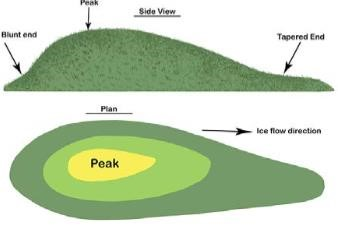 Peak
Side View
Blunt end
Tapered End
Plan
Ice flow direction
Peak